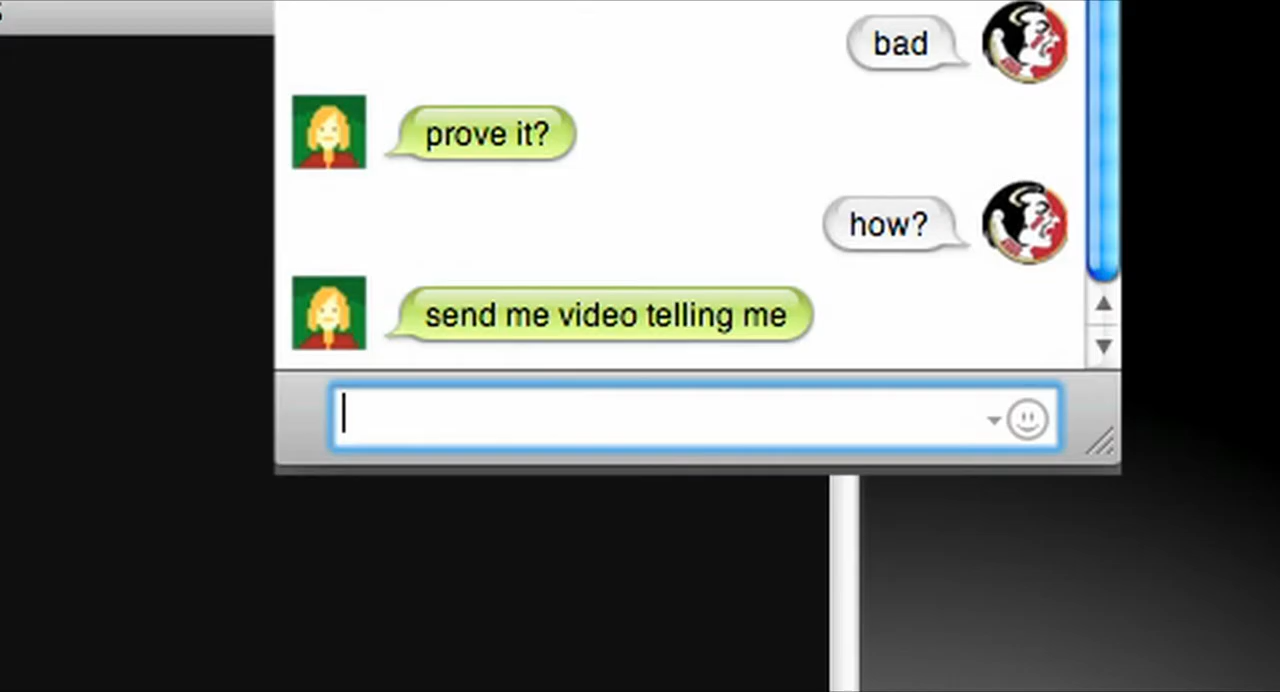 bad
prove it?
how?
send me video telling me